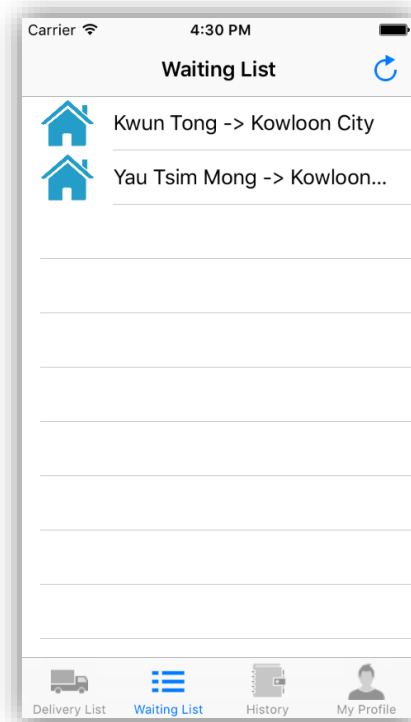 Carrier 4:30 PM
Waiting List
Kwun Tong -> Kowloon City
Yau Tsim Mong -> Kowloon...
Delivery List Waiting List History My Profile